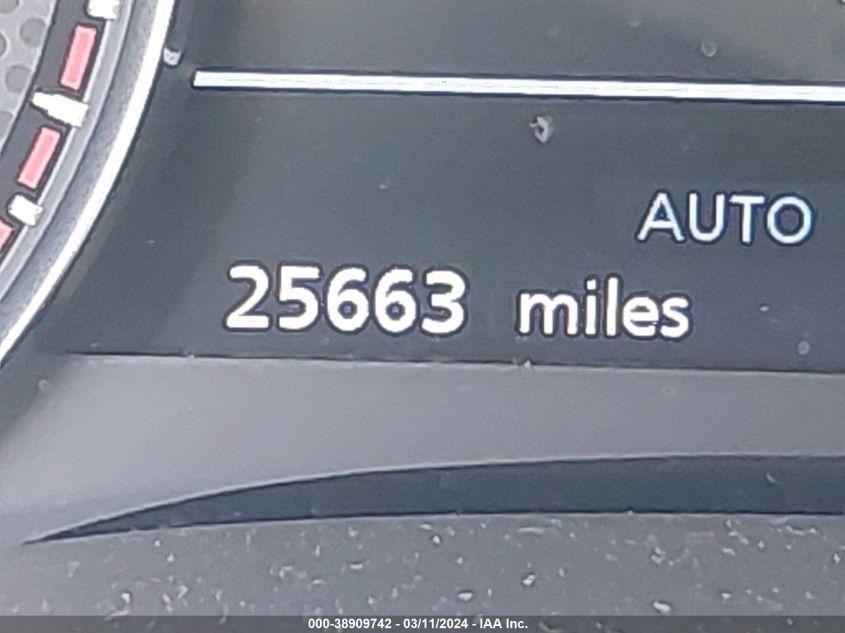 AUTO
25663 miles
000-38909742 - 03/11/2024 - IAA Inc.